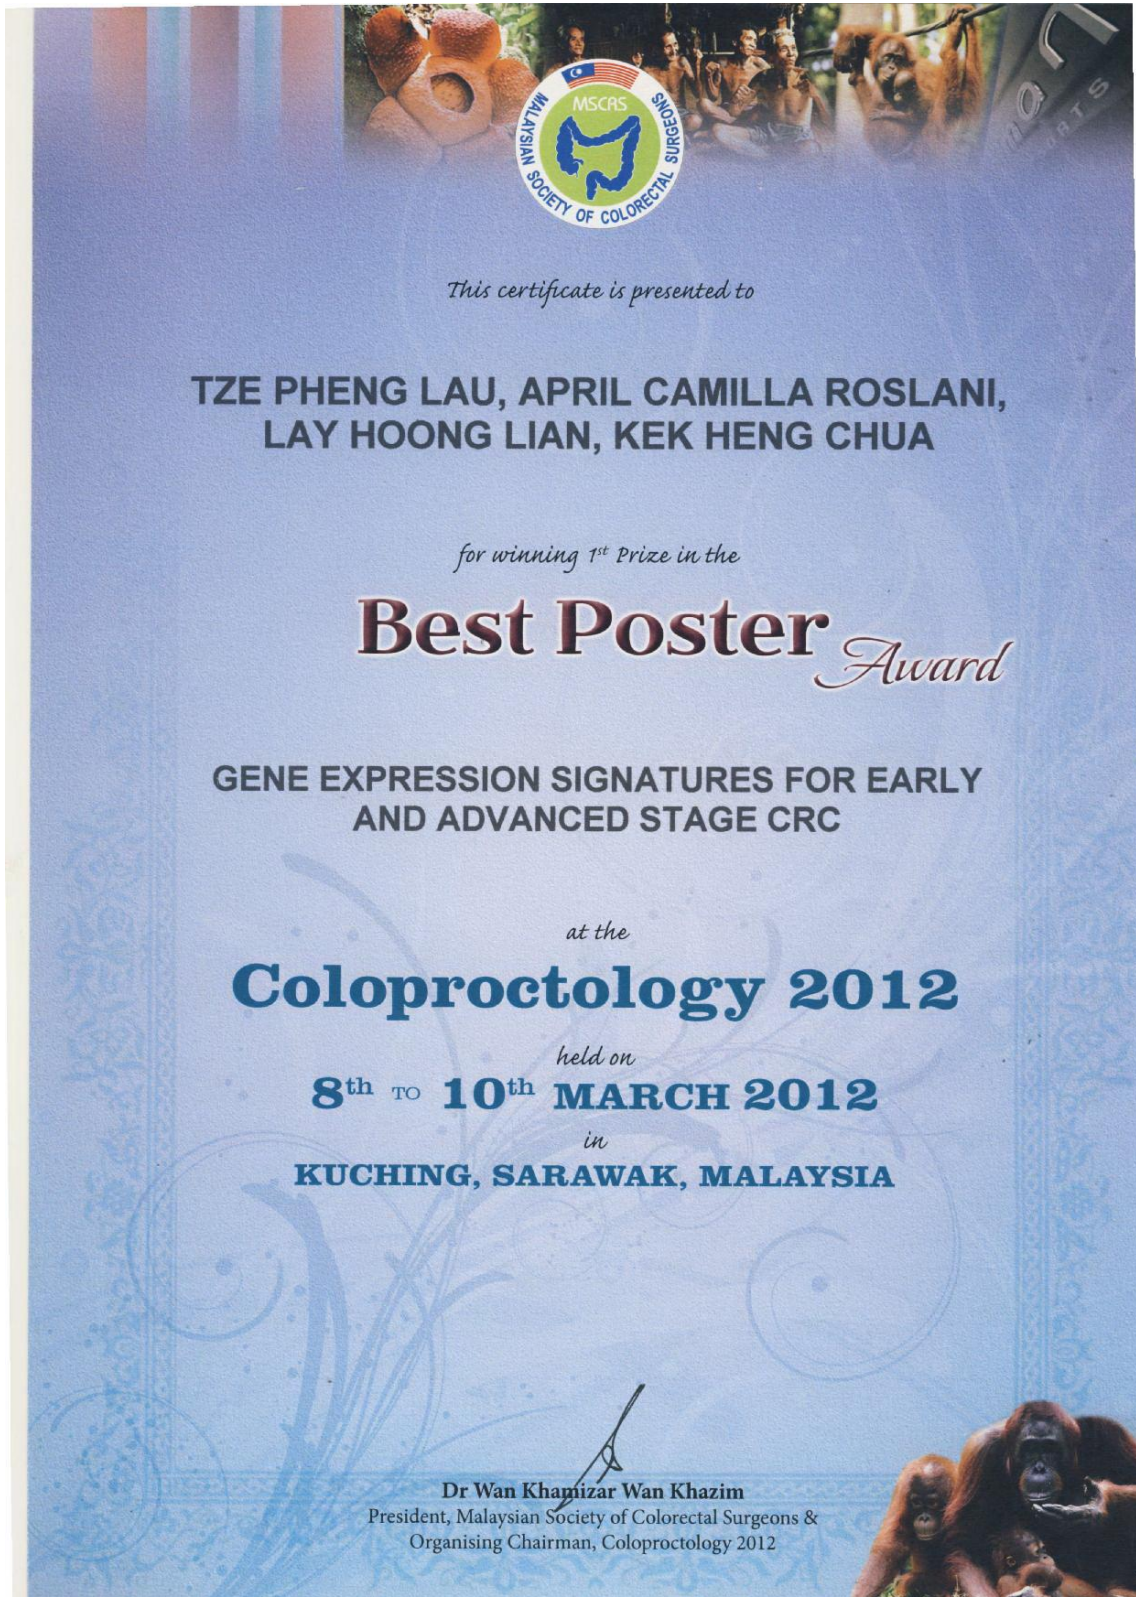 MSCRS
MALAYSIAN SOCIETY OF COLORECTAL SURGEONS
This certificate is presented to
TZE PHENG LAU, APRIL CAMILLA ROSLANI,
LAY HOONG LIAN, KEK HENG CHUA
for winning 1st Prize in the
Best Poster Award
GENE EXPRESSION SIGNATURES FOR EARLY
AND ADVANCED STAGE CRC
at the
Coloproctology 2012
held on
8th TO 10th MARCH 2012
in
KUCHING, SARAWAK, MALAYSIA
Dr Wan Khamizar Wan Khazim
President, Malaysian Society of Colorectal Surgeons &
Organising Chairman, Coloproctology 2012